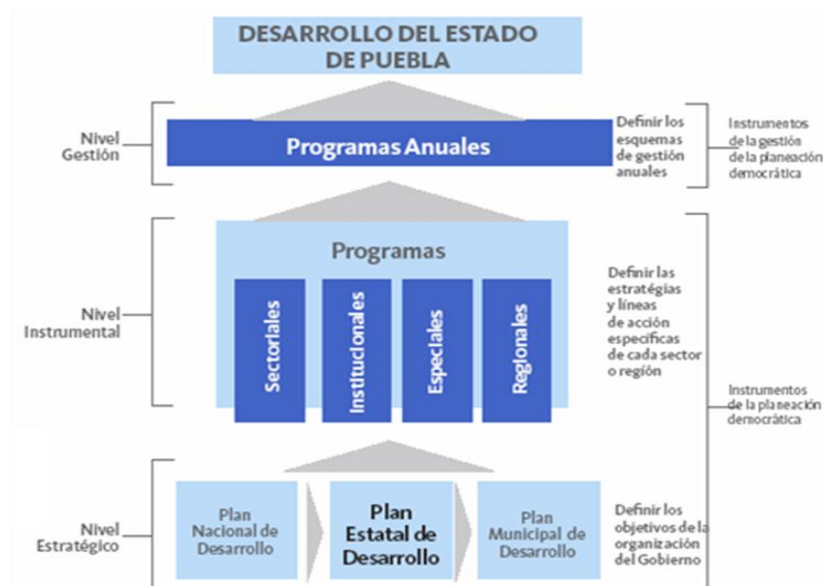 DESARROLLO DEL ESTADO
DE PUEBLA
Nivel
Gestión
Programas Anuales
Definir los
esquemas
de gestión
anuales
Instrumentos
de la gestión
de la planeación
democrática
Nivel
Instrumental
Programas
Sectoriales
Institucionales
Especiales
Regionales
Definir las
estratégias
y líneas
de acción
específicas
de cada sector
o región
Instrumentos
de la planeación
democrática
Nivel
Estratégico
Plan
Nacional de
Desarrollo
Plan
Estatal de
Desarrollo
Plan
Municipal de
Desarrollo
Definir los
objetivos de la
organización
del Gobierno